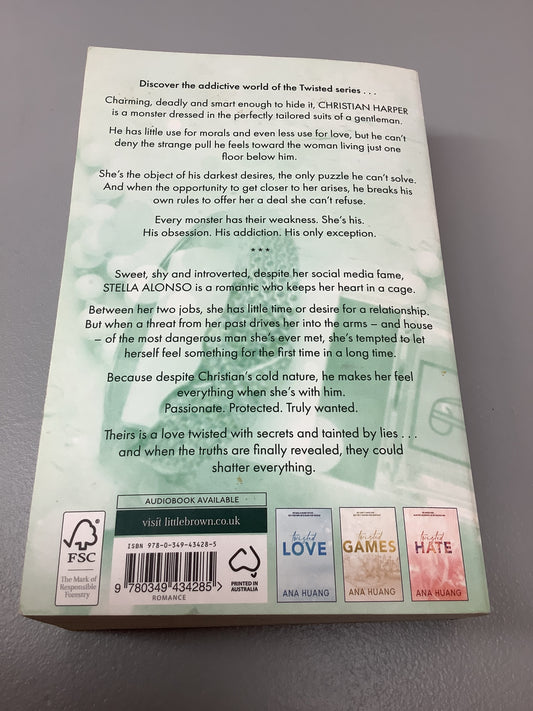 Discover the addictive world of the Twisted series . . .
Charming, deadly and smart enough to hide it, CHRISTIAN HARPER
is a monster dressed in the perfectly tailored suits of a gentleman.
He has little use for morals and even less use for love, but he can't
deny the strange pull he feels toward the woman living just one
floor below him.
She's the object of his darkest desires, the only puzzle he can't solve.
And when the opportunity to get closer to her arises, he breaks his
own rules to offer her a deal she can't refuse.
Every monster has their weakness. She's his.
His obsession. His addiction. His only exception.
***
Sweet, shy and introverted, despite her social media fame,
STELLA ALONSO is a romantic who keeps her heart in a cage.
Between her two jobs, she has little time or desire for a relationship.
But when a threat from her past drives her into the arms – and house
– of the most dangerous man she's ever met, she's tempted to let
herself feel something for the first time in a long time.
Because despite Christian's cold nature, he makes her feel
everything when she's with him.
Passionate. Protected. Truly wanted.
Theirs is a love twisted with secrets and tainted by lies . . .
and when the truths are finally revealed, they could
shatter everything.
AUDIOBOOK AVAILABLE
visit littlebrown.co.uk
FSC
The Mark of
Responsible
Forestry
ISBN 978-0-349-43428-5
9 780349 434285 >
ROMANCE
PRINTED IN
AUSTRALIA
twisted
LOVE
ANA HUANG
twisted
GAMES
ANA HUANG
twisted
HATE
ANA HUANG